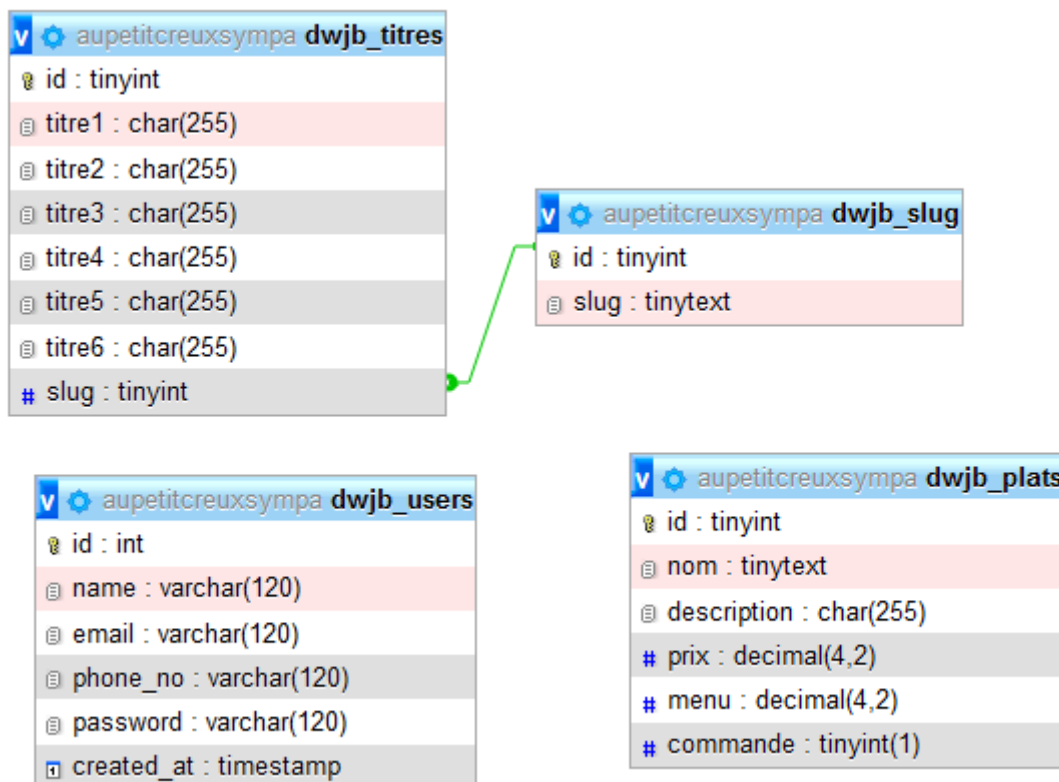 v aupetitcreuxsympa dwjb_titres
id : tinyint
titre1 : char(255)
titre2 : char(255)
titre3 : char(255)
titre4 : char(255)
titre5 : char(255)
titre6 : char(255)
# slug : tinyint
v aupetitcreuxsympa dwjb_slug
id : tinyint
slug : tinytext
v aupetitcreuxsympa dwjb_users
id : int
name : varchar(120)
email : varchar(120)
phone_no : varchar(120)
password : varchar(120)
created_at : timestamp
v aupetitcreuxsympa dwjb_plats
id : tinyint
nom : tinytext
description : char(255)
# prix : decimal(4,2)
# menu : decimal(4,2)
# commande : tinyint(1)